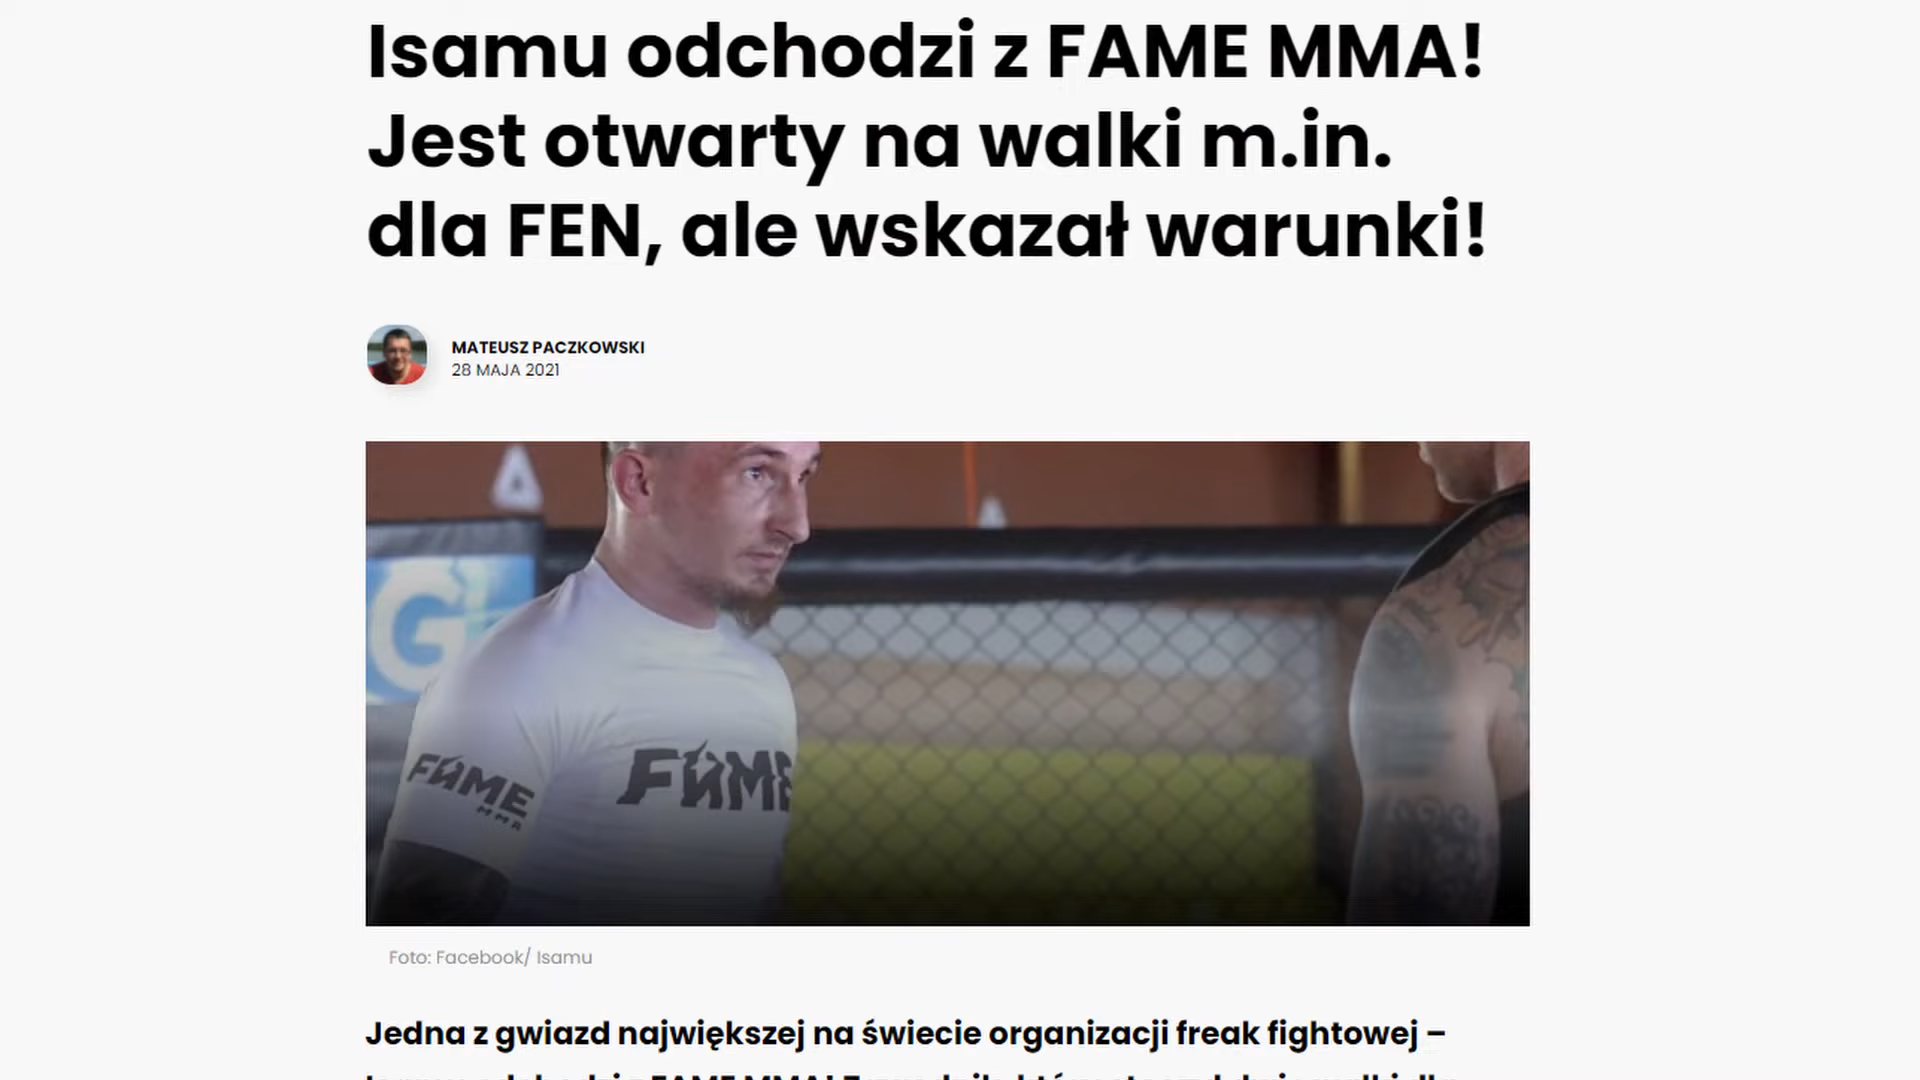 Isamu odchodzi z FAME MMA!
Jest otwarty na walki m.in.
dla FEN, ale wskazał warunki!
MATEUSZ PACZKOWSKI
28 MAJA 2021
G
FAME
MMA
FAME
Foto: Facebook/ Isamu
Jedna z gwiazd największej na świecie organizacji freak fightowej –